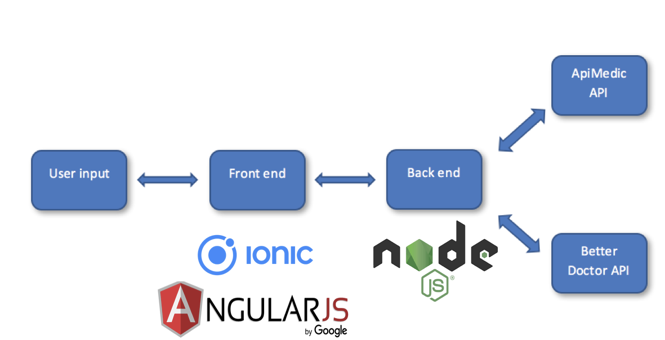 ApiMedic
API
User input
Front end
Back end
IONIC
node
JS
ANGULARJS
by Google
Better
Doctor API